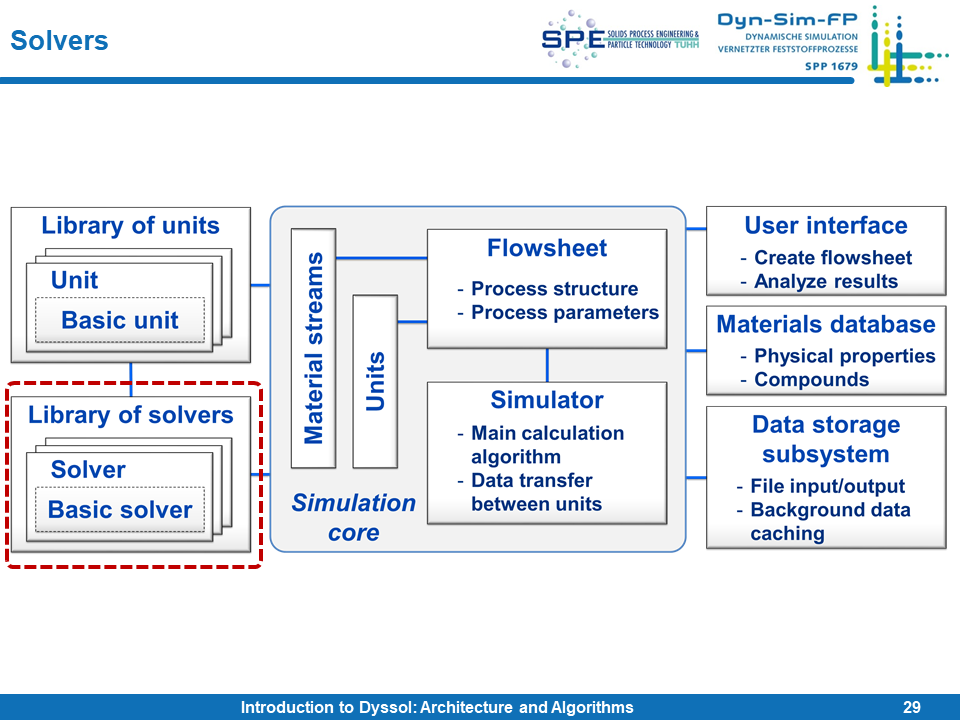 Solvers
SPE SOLIDS PROCESS ENGINEERING &
PARTICLE TECHNOLOGY TUHH
Dyn-Sim-FP
DYNAMISCHE SIMULATION
VERNETZTER FESTSTOFFPROZESSE
SPP 1679
Library of units
Unit
Basic unit
Library of solvers
Solver
Basic solver
Material streams
Units
Simulation
core
Flowsheet
- Process structure
- Process parameters
Simulator
- Main calculation
algorithm
- Data transfer
between units
User interface
- Create flowsheet
- Analyze results
Materials database
- Physical properties
- Compounds
Data storage
subsystem
- File input/output
- Background data
caching
Introduction to Dyssol: Architecture and Algorithms
29